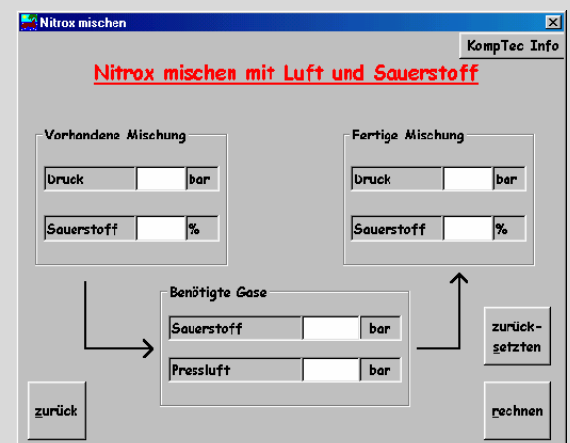 Nitrox mischen
KompTec Info
Nitrox mischen mit Luft und Sauerstoff
Vorhandene Mischung
Druck bar
Sauerstoff %
Fertige Mischung
Druck bar
Sauerstoff %
Benötigte Gase
Sauerstoff bar
Pressluft bar
zurück-
setzten
zurück
rechnen